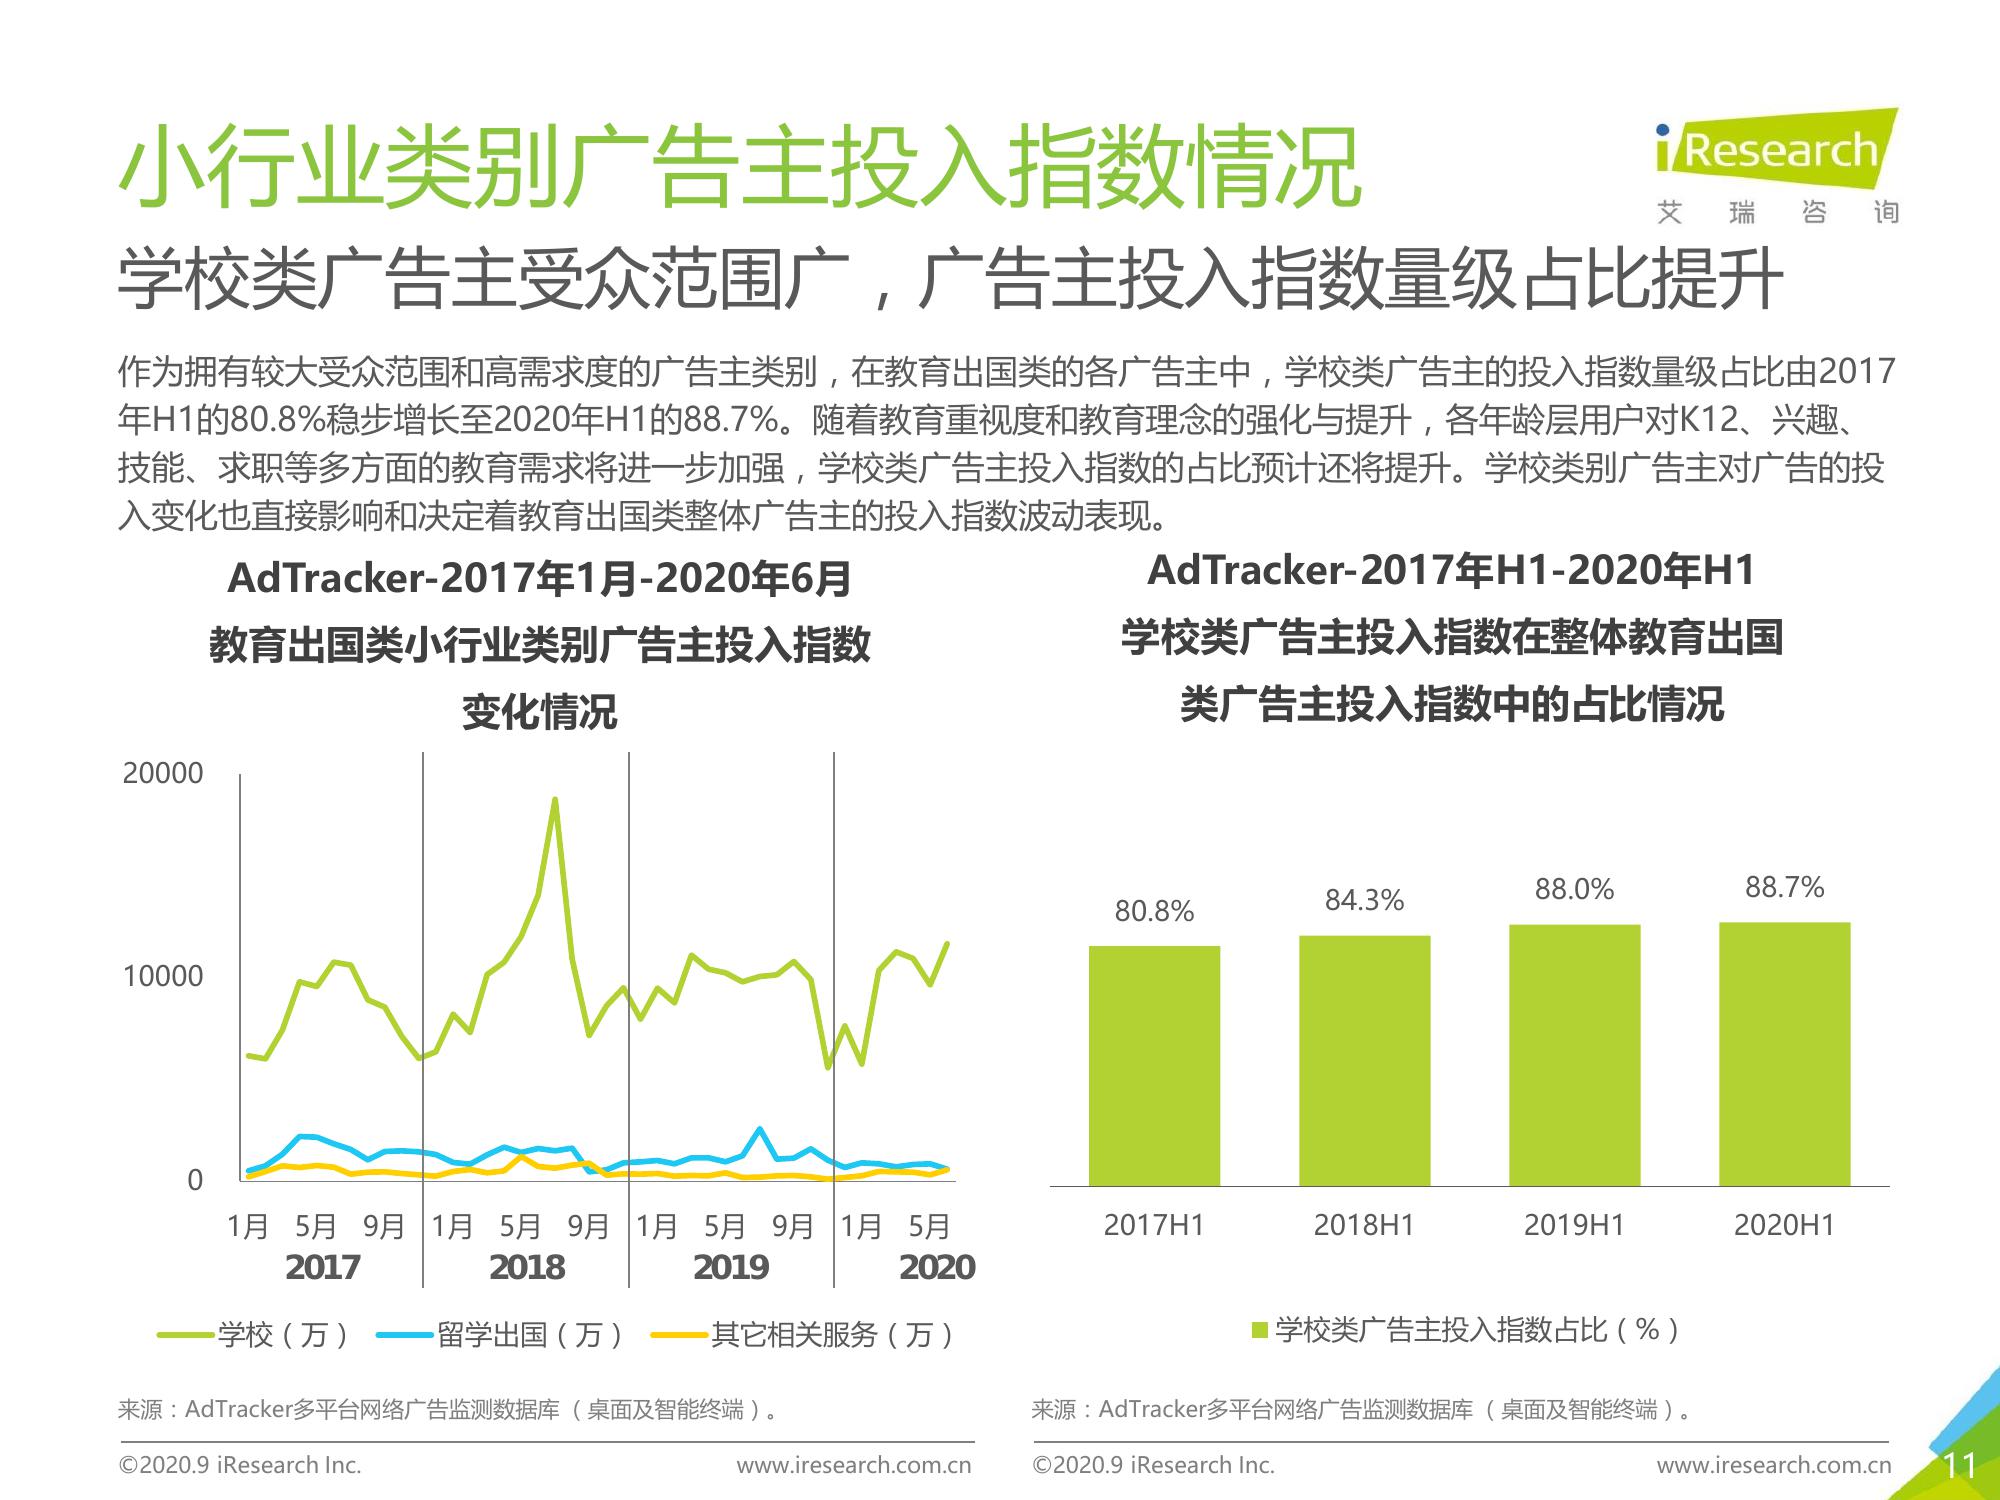 小行业类别广告主投入指数情况
iResearch
艾瑞咨询
学校类广告主受众范围广，广告主投入指数量级占比提升
作为拥有较大受众范围和高需求度的广告主类别，在教育出国类的各广告主中，学校类广告主的投入指数量级占比由2017
年H1的80.8%稳步增长至2020年H1的88.7%。随着教育重视度和教育理念的强化与提升，各年龄层用户对K12、兴趣、
技能、求职等多方面的教育需求将进一步加强，学校类广告主投入指数的占比预计还将提升。学校类别广告主对广告的投
入变化也直接影响和决定着教育出国类整体广告主的投入指数波动表现。
AdTracker-2017年1月-2020年6月
教育出国类小行业类别广告主投入指数
变化情况
20000
10000
0
1月 5月 9月 1月 5月 9月 1月 5月 9月 1月 5月
2017 2018 2019 2020
学校（万） 留学出国（万） 其它相关服务（万）
来源：AdTracker多平台网络广告监测数据库（桌面及智能终端）。
©2020.9 iResearch Inc. www.iresearch.com.cn
AdTracker-2017年H1-2020年H1
学校类广告主投入指数在整体教育出国
类广告主投入指数中的占比情况
80.8% 84.3% 88.0% 88.7%
2017H1 2018H1 2019H1 2020H1
学校类广告主投入指数占比（%）
来源：AdTracker多平台网络广告监测数据库（桌面及智能终端）。
©2020.9 iResearch Inc. www.iresearch.com.cn
11